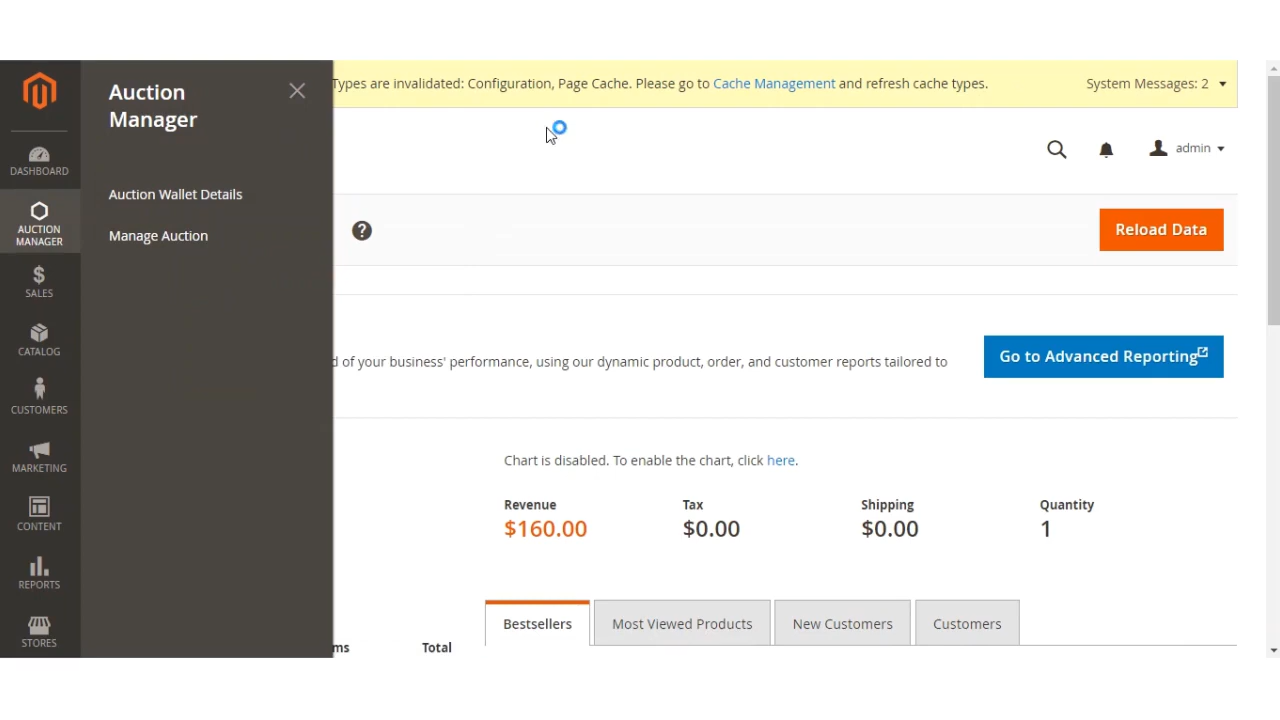 Types are invalidated: Configuration, Page Cache. Please go to Cache Management and refresh cache types.
System Messages: 2
Auction
Manager
admin
DASHBOARD
Auction Wallet Details
AUCTION
MANAGER
Manage Auction
?
Reload Data
SALES
CATALOG
d of your business' performance, using our dynamic product, order, and customer reports tailored to
Go to Advanced Reporting
CUSTOMERS
MARKETING
Chart is disabled. To enable the chart, click here.
Revenue
Tax
Shipping
Quantity
$160.00
$0.00
$0.00
1
CONTENT
REPORTS
STORES
Bestsellers
Most Viewed Products
New Customers
Customers
ms
Total